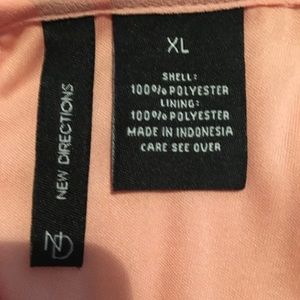 NEW DIRECTIONS
ND
XL
SHELL:
100% POLYESTER
LINING:
100% POLYESTER
MADE IN INDONESIA
CARE SEE OVER